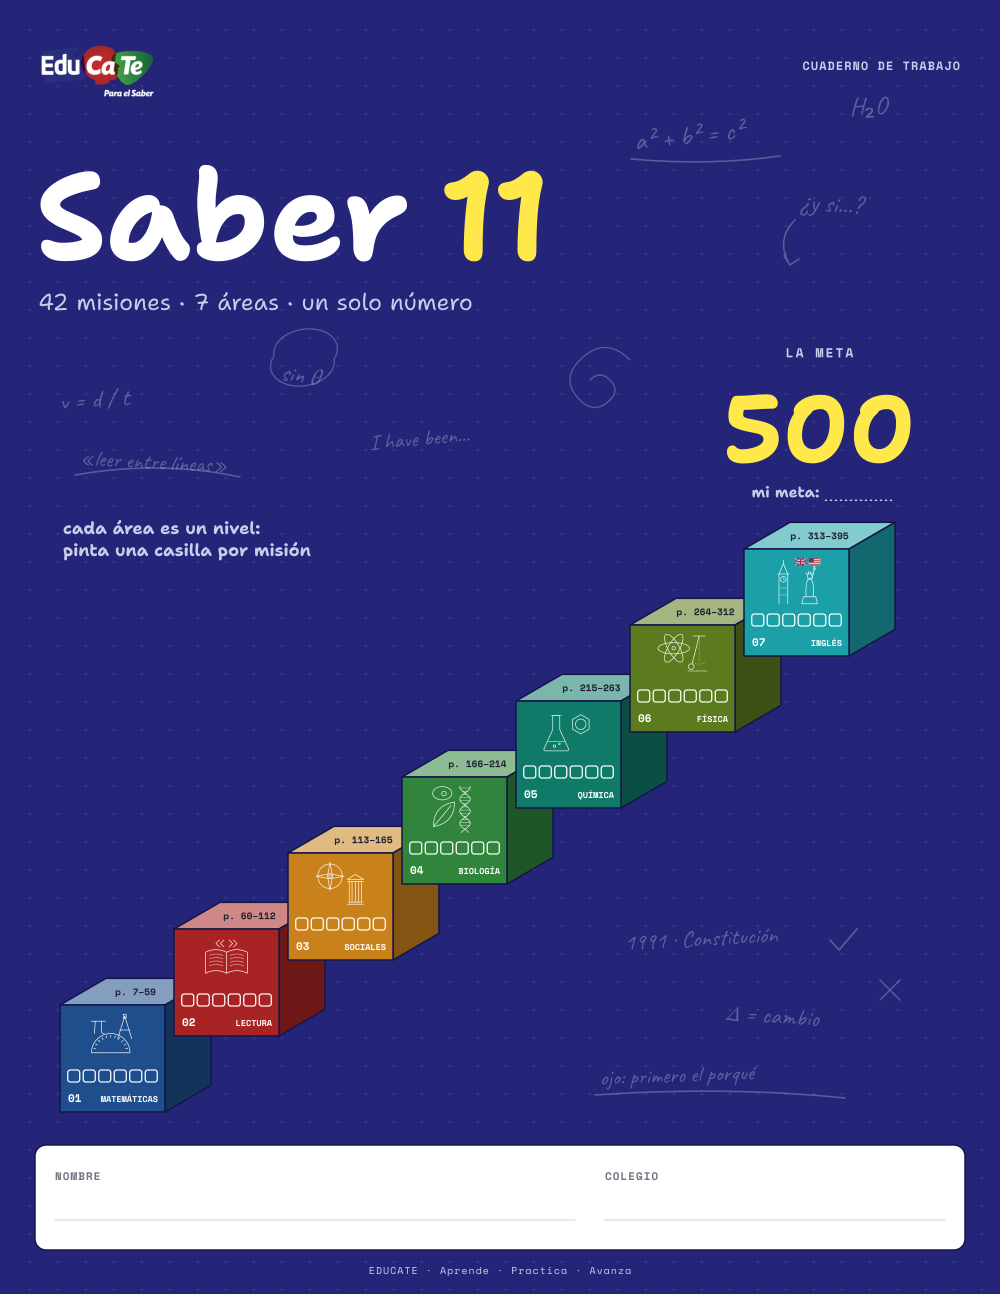 EduCaTe
Para el Saber
CUADERNO DE TRABAJO
H₂O
a² + b² = c²
Saber 11
¿y si...?
42 misiones · 7 áreas · un solo número
LA META
sin θ
v = d / t
500
I have been...
«leer entre líneas»
mi meta:
cada área es un nivel:
pinta una casilla por misión
p. 313–395
07 INGLÉS
p. 264–312
06 FÍSICA
p. 215–263
05 QUÍMICA
p. 166–214
04 BIOLOGÍA
p. 113–165
03 SOCIALES
p. 60–112
« »
02 LECTURA
p. 7–59
01 MATEMÁTICAS
1991 · Constitución
Δ = cambio
ojo: primero el porqué
NOMBRE
COLEGIO
EDUCATE · Aprende · Practica · Avanza